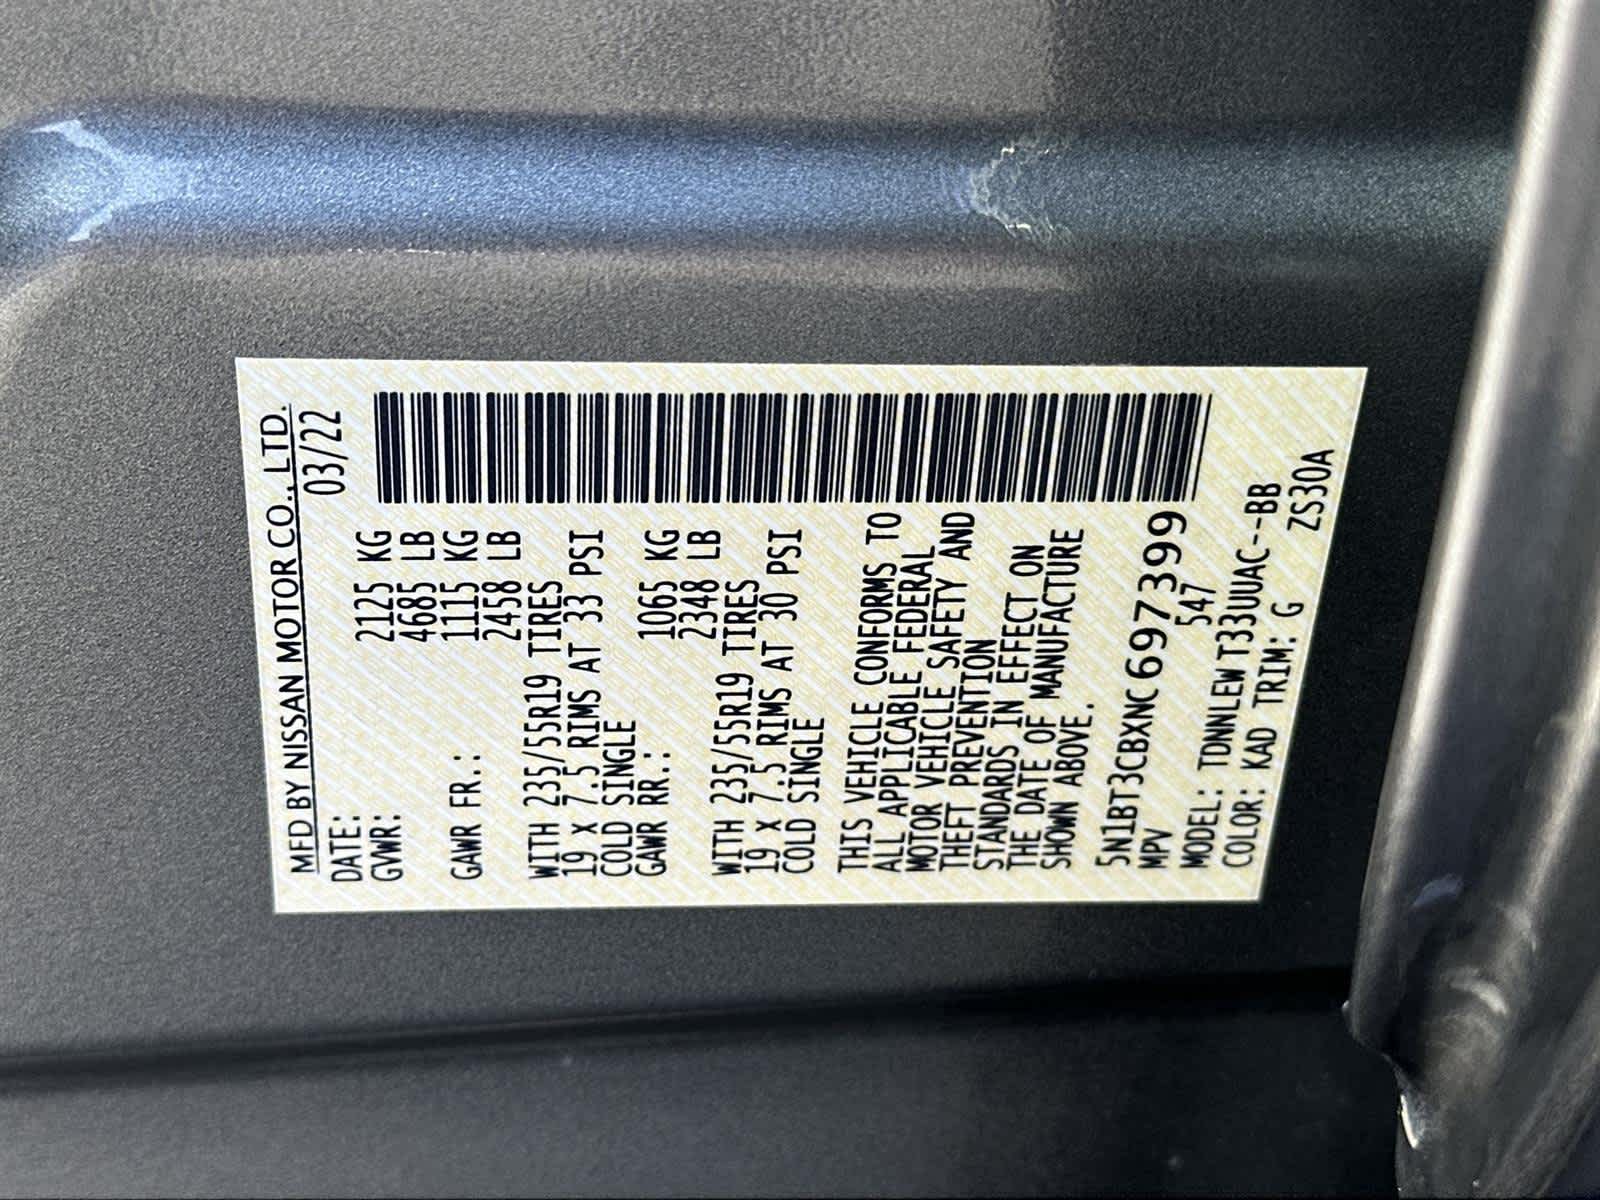 MFD BY NISSAN MOTOR CO., LTD.
DATE: 03/22
GVWR: 2125 KG
4685 LB
GAWR FR.: 1115 KG
2458 LB
WITH 235/55R19 TIRES
19 X 7.5 RIMS AT 33 PSI
COLD SINGLE
GAWR RR.: 1065 KG
2348 LB
WITH 235/55R19 TIRES
19 X 7.5 RIMS AT 30 PSI
COLD SINGLE
THIS VEHICLE CONFORMS TO
ALL APPLICABLE FEDERAL
MOTOR VEHICLE SAFETY AND
THEFT PREVENTION
STANDARDS IN EFFECT ON
THE DATE OF MANUFACTURE
SHOWN ABOVE.
5N1BT3CBXNC697399
MPV 547
MODEL: TDNNLEW T33UUAC--BB
COLOR: KAD TRIM: G ZS30A